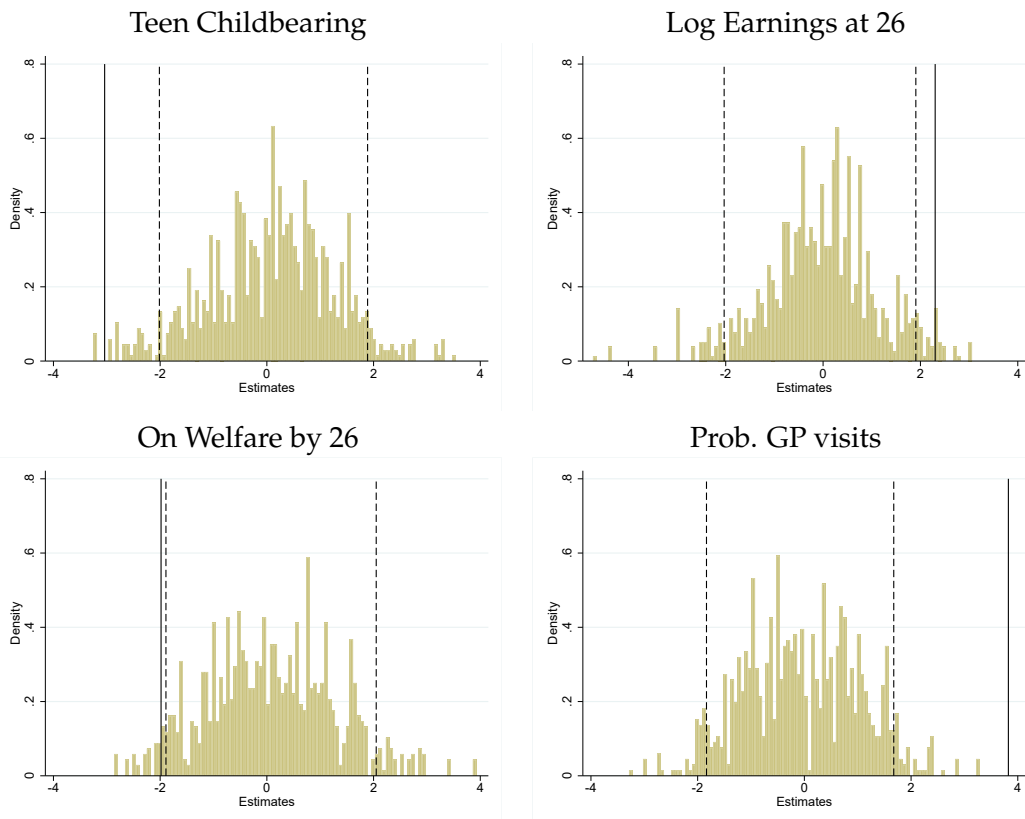 Teen Childbearing
Density
0
.2
.4
.6
.8
-4 -2 0 2 4
Estimates
Log Earnings at 26
Density
0
.2
.4
.6
.8
-4 -2 0 2 4
Estimates
On Welfare by 26
Density
0
.2
.4
.6
.8
-4 -2 0 2 4
Estimates
Prob. GP visits
Density
0
.2
.4
.6
.8
-4 -2 0 2 4
Estimates